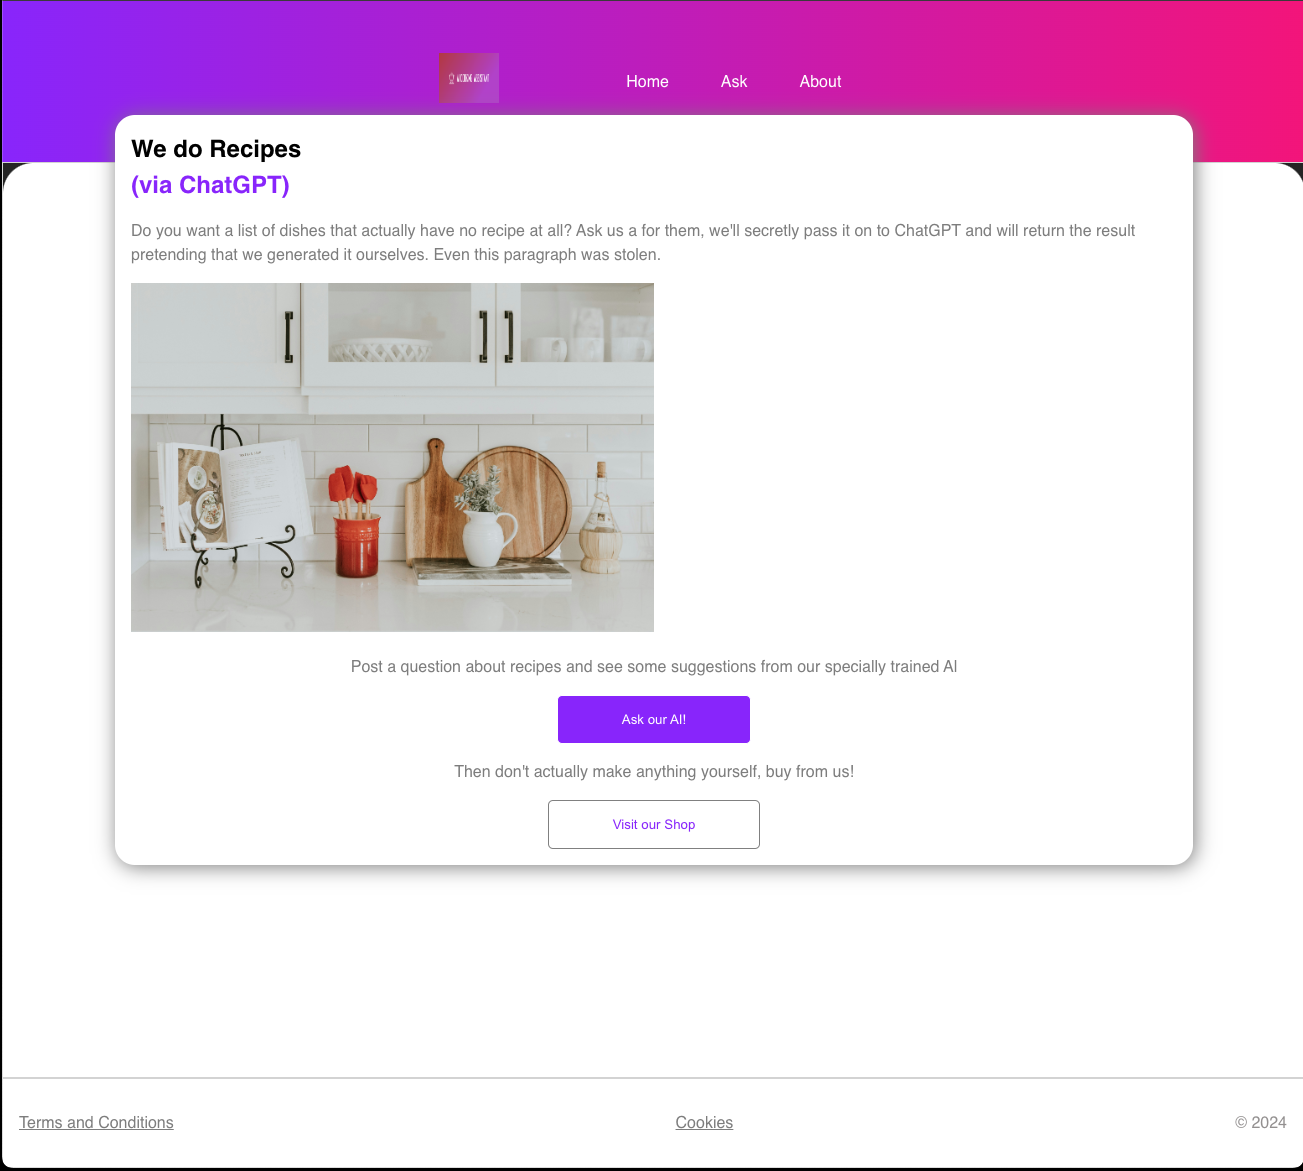 Home Ask About
We do Recipes
(via ChatGPT)
Do you want a list of dishes that actually have no recipe at all? Ask us a for them, we'll secretly pass it on to ChatGPT and will return the result
pretending that we generated it ourselves. Even this paragraph was stolen.
Post a question about recipes and see some suggestions from our specially trained AI
Ask our AI!
Then don't actually make anything yourself, buy from us!
Visit our Shop
Terms and Conditions Cookies © 2024